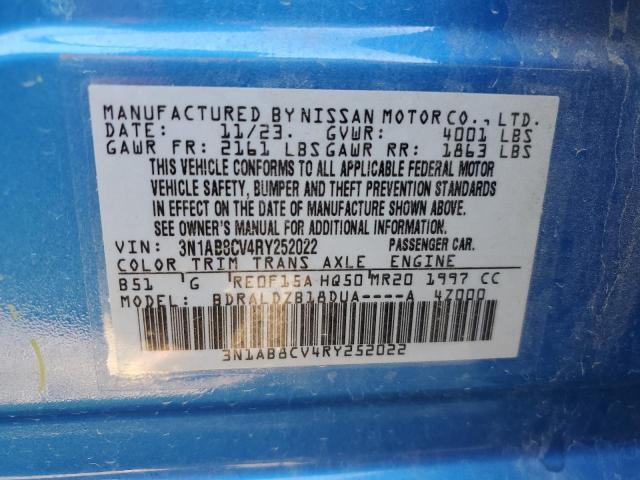 MANUFACTURED BY NISSAN MOTOR CO., LTD.
DATE: 11/23. GVWR: 4001 LBS
GAWR FR: 2161 LBS GAWR RR: 1863 LBS
THIS VEHICLE CONFORMS TO ALL APPLICABLE FEDERAL MOTOR
VEHICLE SAFETY, BUMPER AND THEFT PREVENTION STANDARDS
IN EFFECT ON THE DATE OF MANUFACTURE SHOWN ABOVE.
SEE OWNER'S MANUAL FOR ADDITIONAL INFORMATION.
VIN: 3N1AB8CV4RY252022 PASSENGER CAR.
COLOR TRIM TRANS AXLE ENGINE
B51 G RE0F15A HQ50 MR20 1997 CC
MODEL: BDRALDZB18DUA----A 4Z000
3N1AB8CV4RY252022